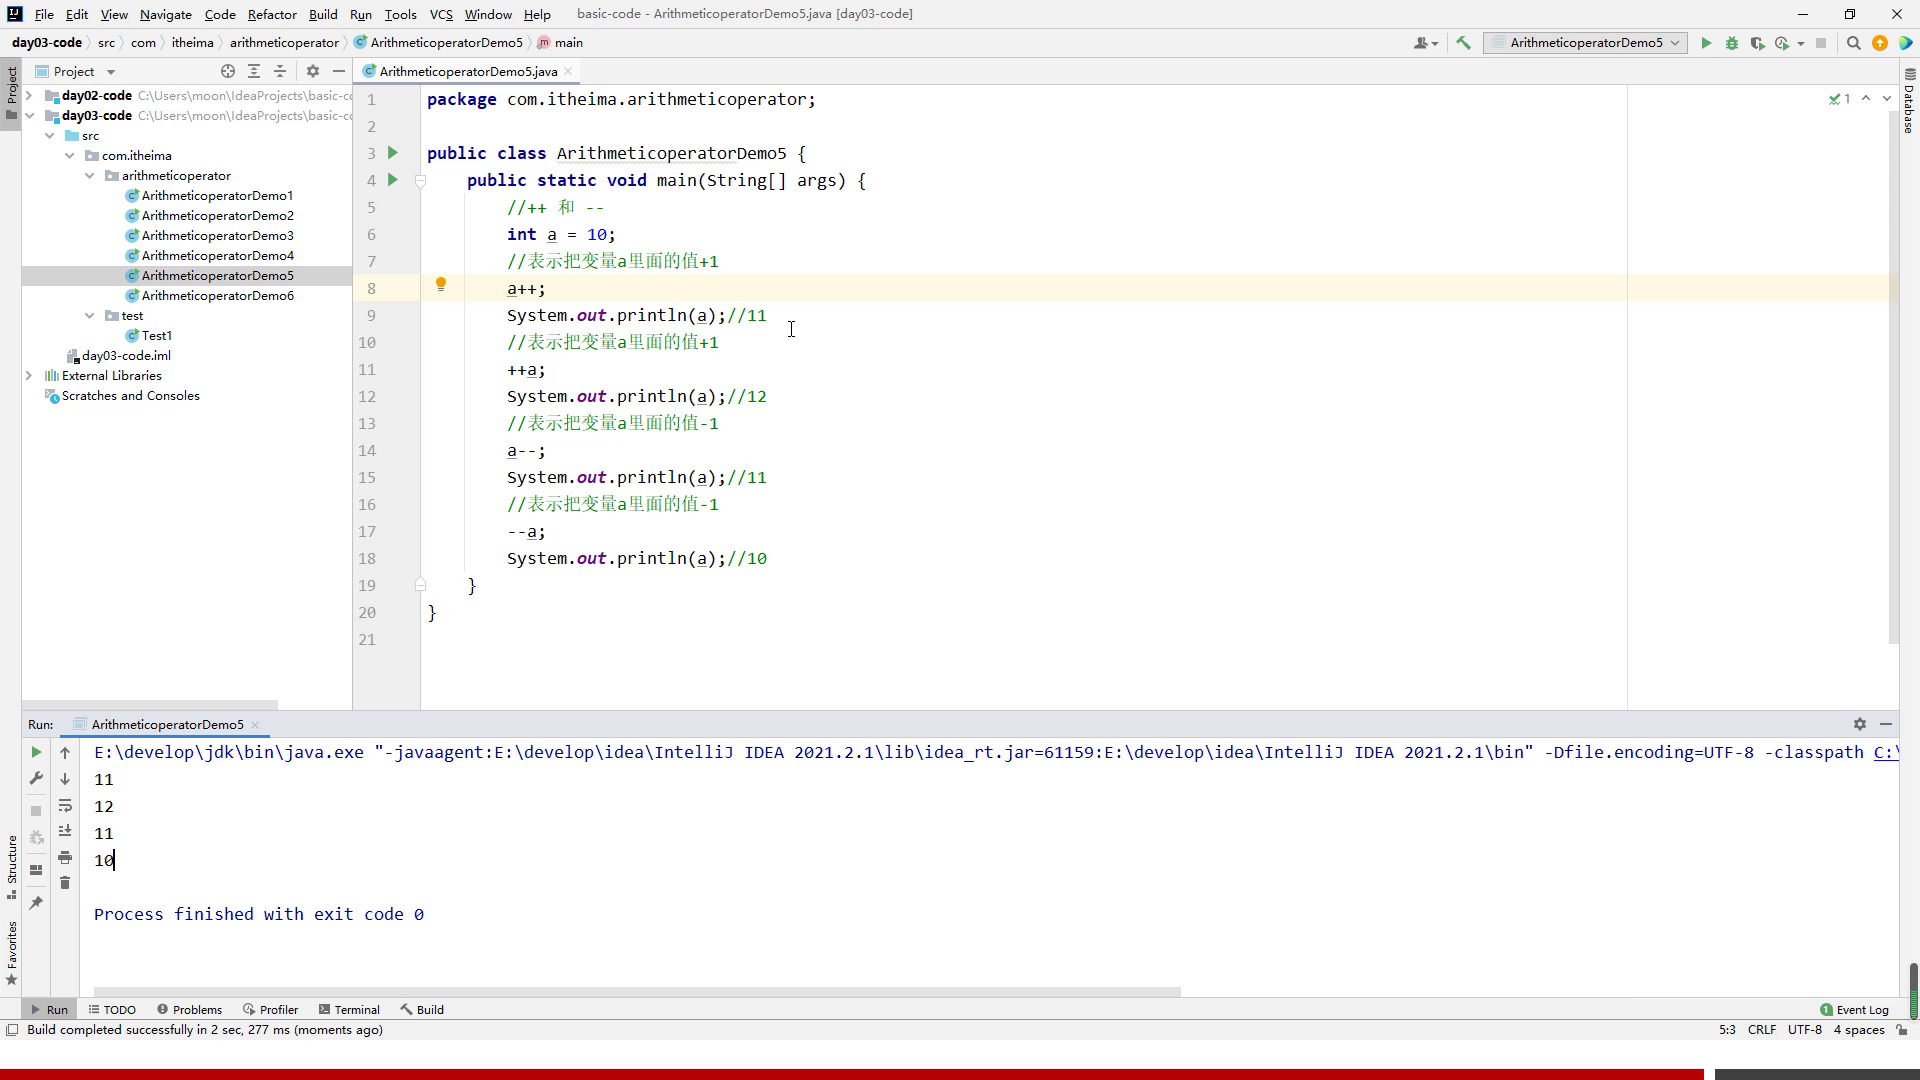 File Edit View Navigate Code Refactor Build Run Tools VCS Window Help basic-code - ArithmeticoperatorDemo5.java [day03-code]
day03-code src com itheima arithmeticoperator ArithmeticoperatorDemo5 main ArithmeticoperatorDemo5
Project
ArithmeticoperatorDemo5.java
Project
day02-code C:\Users\moon\IdeaProjects\basic-cc
day03-code C:\Users\moon\IdeaProjects\basic-cc
src
com.itheima
arithmeticoperator
ArithmeticoperatorDemo1
ArithmeticoperatorDemo2
ArithmeticoperatorDemo3
ArithmeticoperatorDemo4
ArithmeticoperatorDemo5
ArithmeticoperatorDemo6
test
Test1
day03-code.iml
External Libraries
Scratches and Consoles
1 package com.itheima.arithmeticoperator;
2
3 public class ArithmeticoperatorDemo5 {
4 public static void main(String[] args) {
5 //++ 和 --
6 int a = 10;
7 //表示把变量a里面的值+1
8 a++;
9 System.out.println(a);//11
10 //表示把变量a里面的值+1
11 ++a;
12 System.out.println(a);//12
13 //表示把变量a里面的值-1
14 a--;
15 System.out.println(a);//11
16 //表示把变量a里面的值-1
17 --a;
18 System.out.println(a);//10
19 }
20 }
21
1
Database
Run: ArithmeticoperatorDemo5
E:\develop\jdk\bin\java.exe "-javaagent:E:\develop\idea\IntelliJ IDEA 2021.2.1\lib\idea_rt.jar=61159:E:\develop\idea\IntelliJ IDEA 2021.2.1\bin" -Dfile.encoding=UTF-8 -classpath C:\
11
12
11
10
Process finished with exit code 0
Structure
Favorites
Run TODO Problems Profiler Terminal Build 1 Event Log
Build completed successfully in 2 sec, 277 ms (moments ago) 5:3 CRLF UTF-8 4 spaces